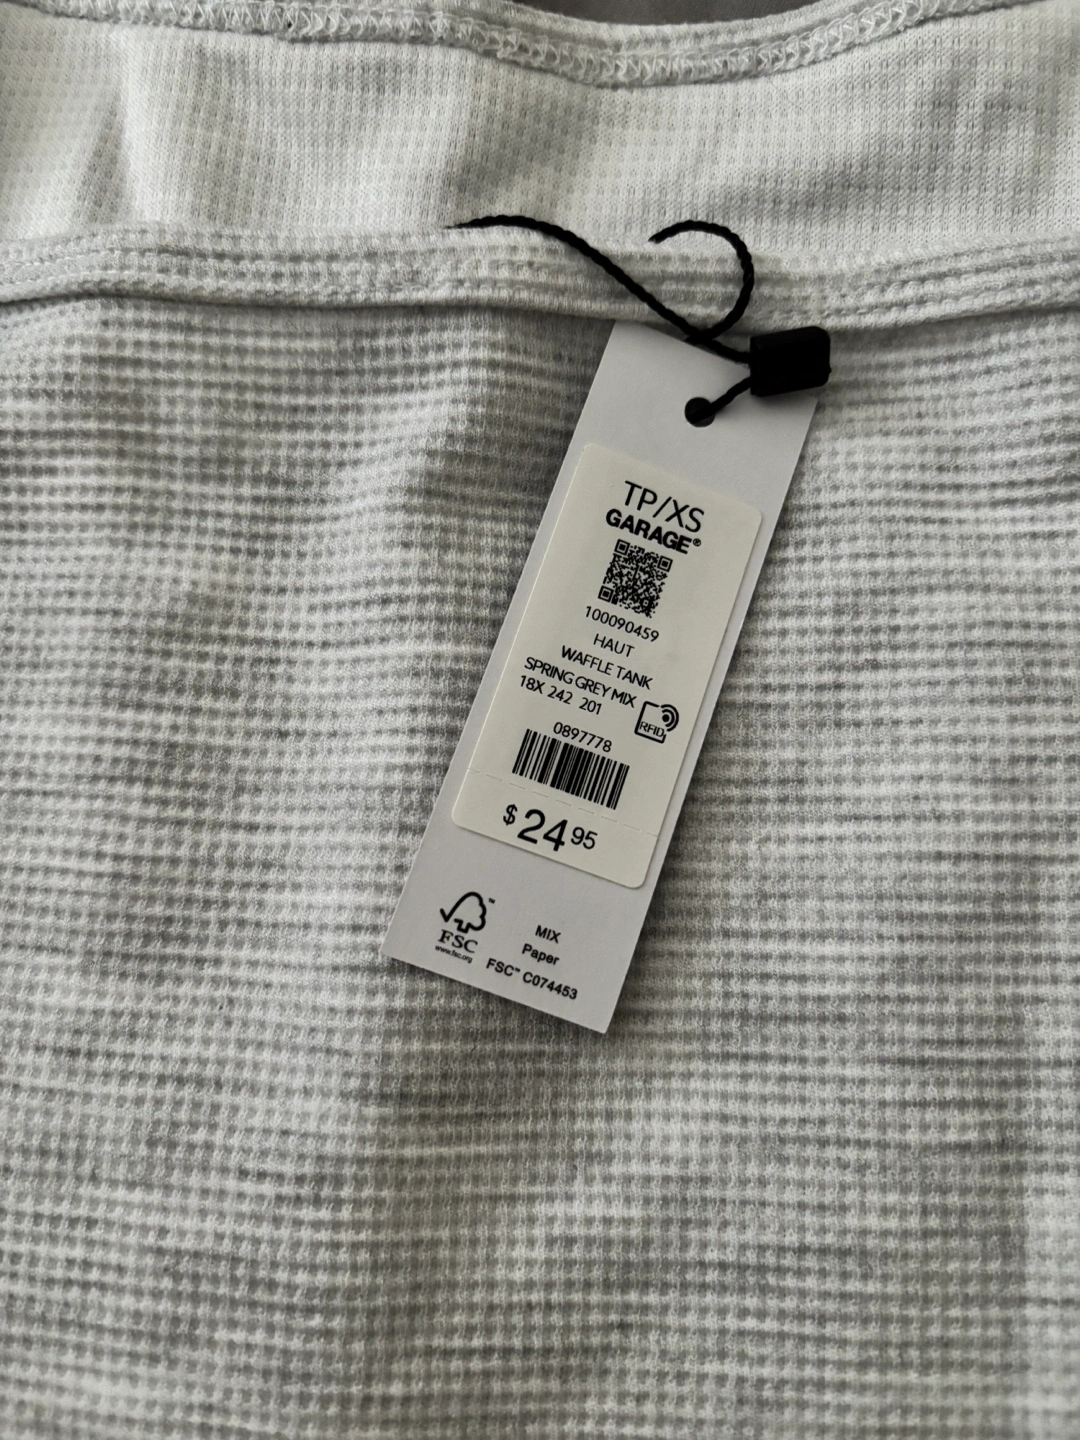 TP/XS
GARAGE®
100090459
HAUT
WAFFLE TANK
SPRING GREY MIX
18X 242 201
RFID
0897778
$24.95
FSC™
www.fsc.org
MIX
Paper
FSC™ C074453